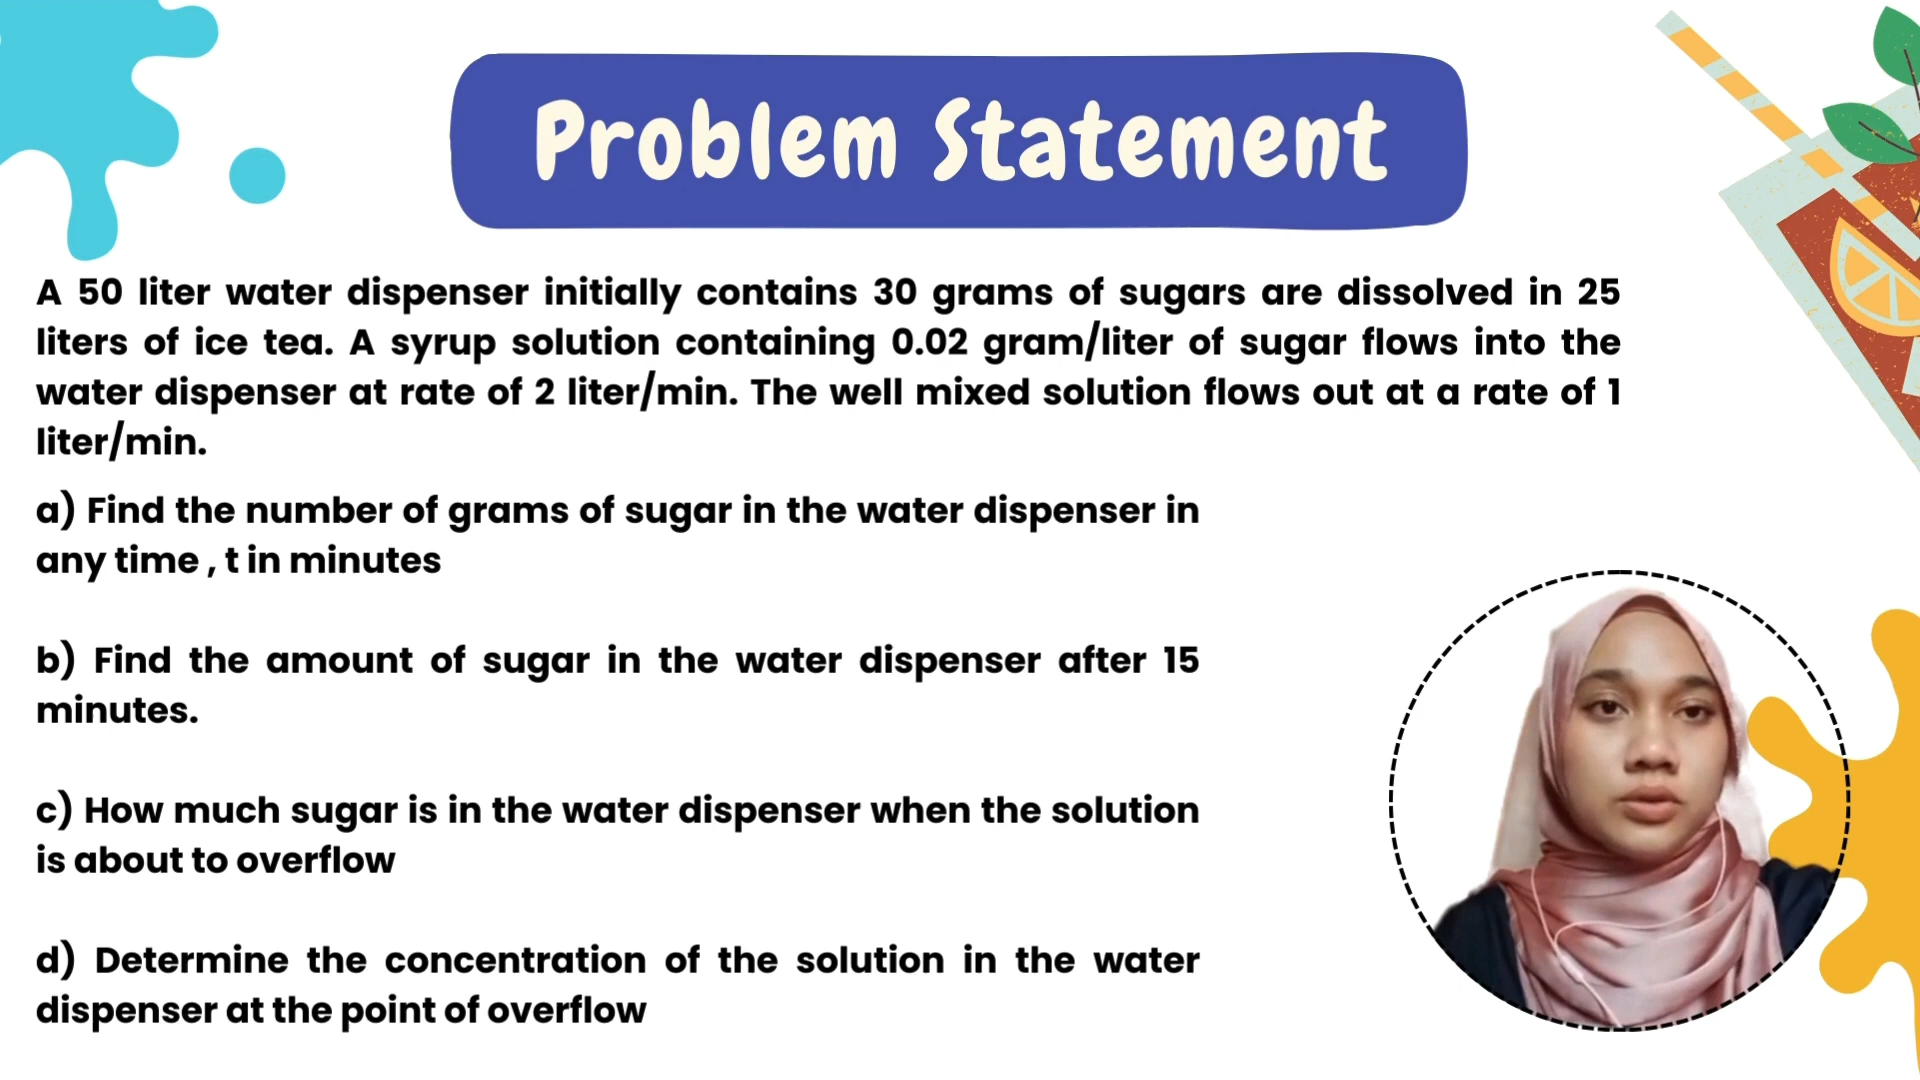 Problem Statement
A 50 liter water dispenser initially contains 30 grams of sugars are dissolved in 25
liters of ice tea. A syrup solution containing 0.02 gram/liter of sugar flows into the
water dispenser at rate of 2 liter/min. The well mixed solution flows out at a rate of 1
liter/min.
a) Find the number of grams of sugar in the water dispenser in
any time , t in minutes
b) Find the amount of sugar in the water dispenser after 15
minutes.
c) How much sugar is in the water dispenser when the solution
is about to overflow
d) Determine the concentration of the solution in the water
dispenser at the point of overflow